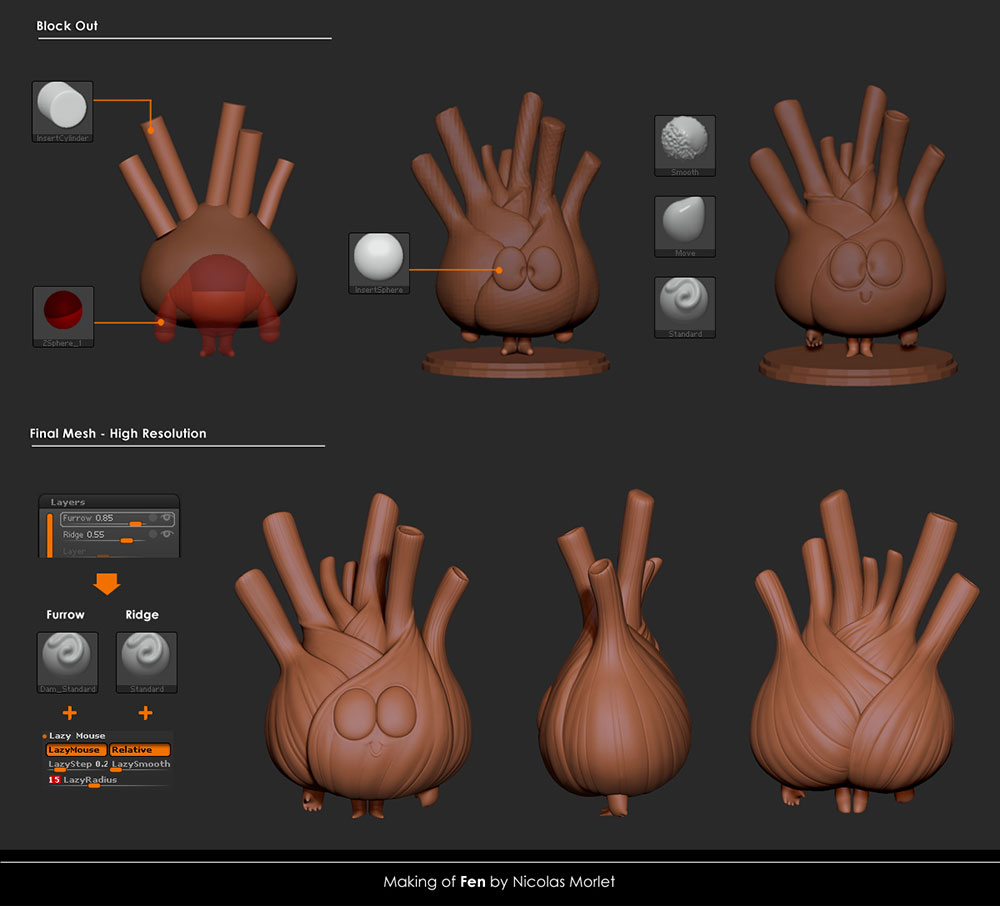 Block Out
InsertCylinder
Smooth
Move
InsertSphere
ZSphere_1
Standard
Final Mesh - High Resolution
Layers
Furrow 0.85
Ridge 0.55
Layer
Furrow
Ridge
Dam_Standard
Standard
+
+
Lazy Mouse
LazyMouse
Relative
LazyStep 0.2
LazySmooth
15 LazyRadius
Making of Fen by Nicolas Morlet